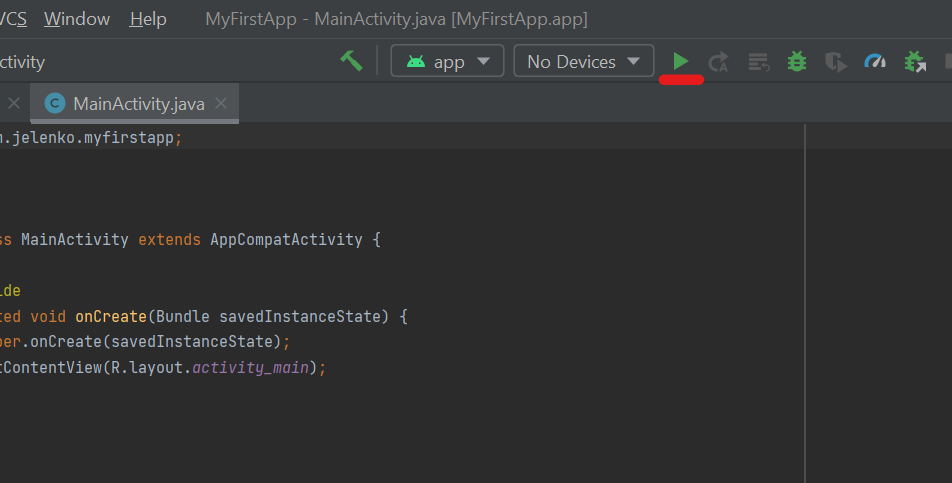 VCS Window Help MyFirstApp - MainActivity.java [MyFirstApp.app]
ctivity app No Devices
C MainActivity.java
m.jelenko.myfirstapp;
ss MainActivity extends AppCompatActivity {
ide
ted void onCreate(Bundle savedInstanceState) {
per.onCreate(savedInstanceState);
tContentView(R.layout.activity_main);